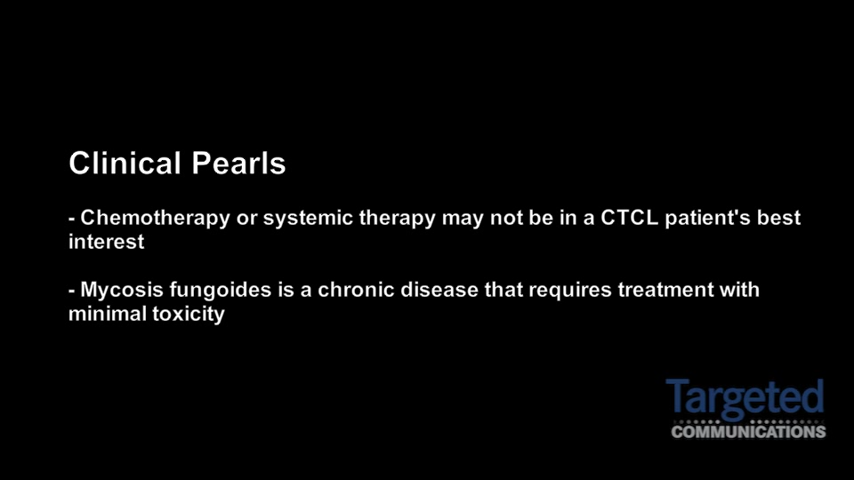 Clinical Pearls
- Chemotherapy or systemic therapy may not be in a CTCL patient's best
interest
- Mycosis fungoides is a chronic disease that requires treatment with
minimal toxicity
Targeted
COMMUNICATIONS